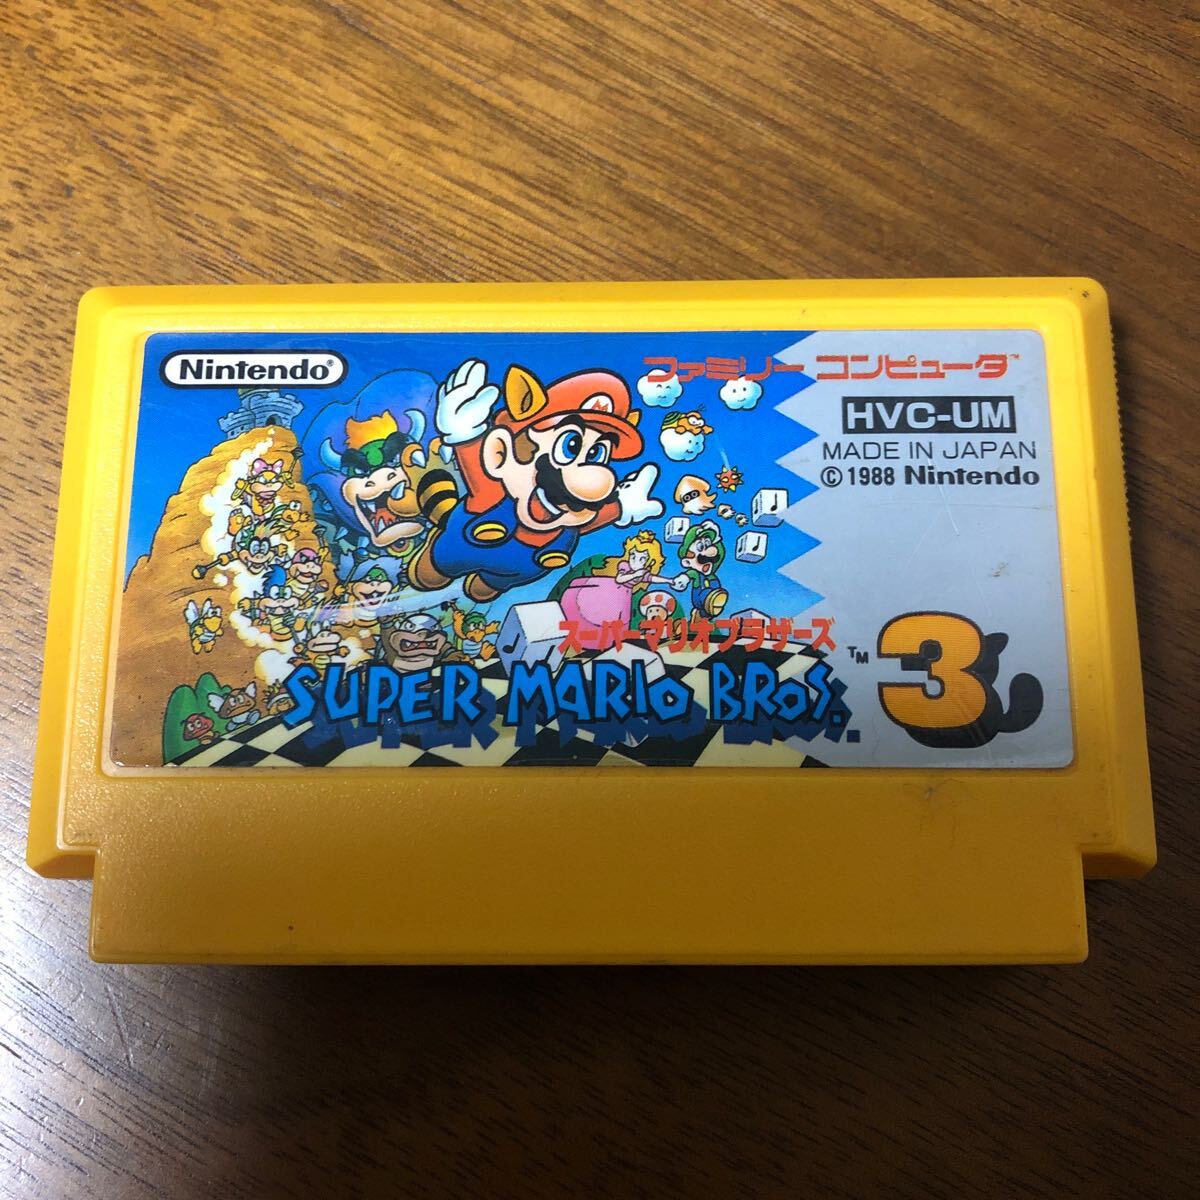 Nintendo®
ファミリー コンピュータ™
HVC-UM
MADE IN JAPAN
© 1988 Nintendo
スーパーマリオブラザーズ
SUPER MARIO BROS.™ 3